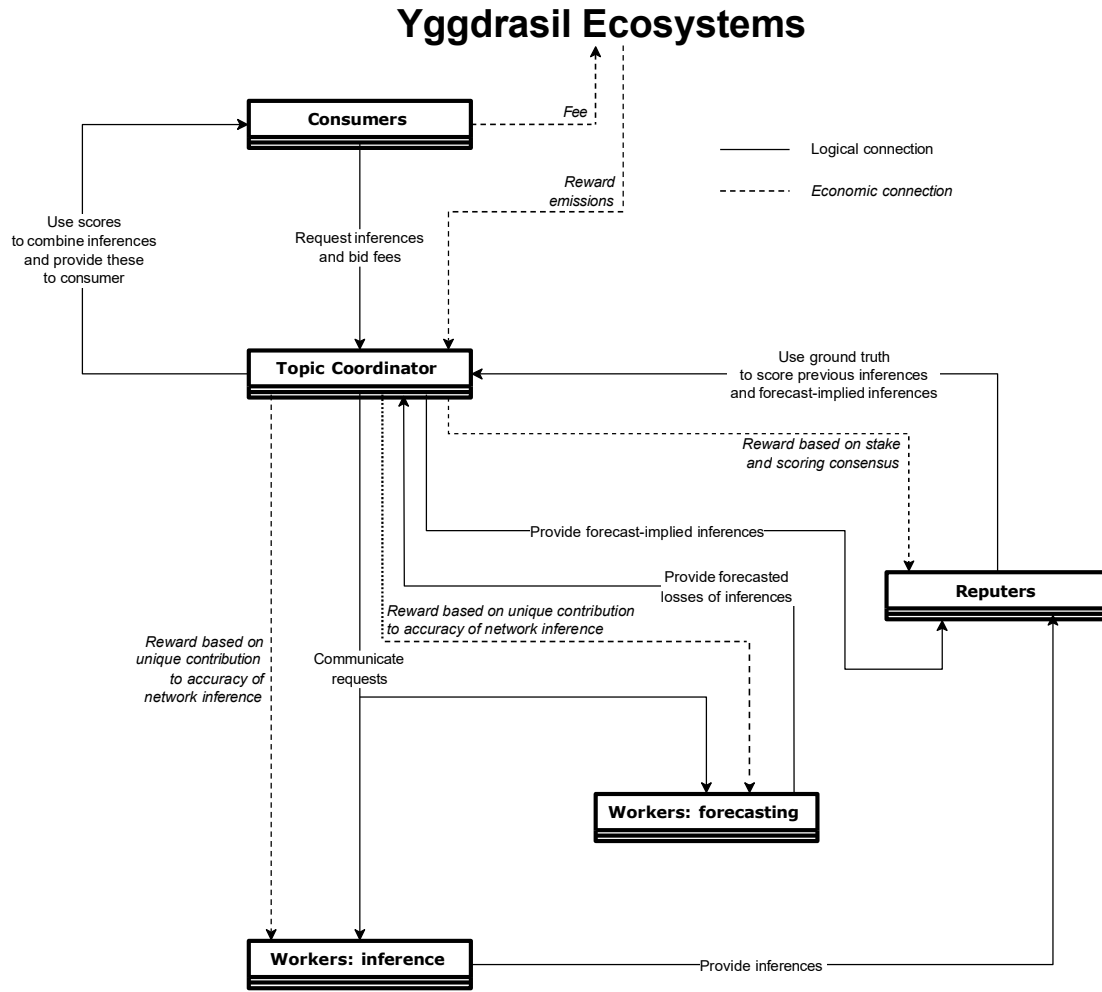 Yggdrasil Ecosystems
Consumers
Fee
Logical connection
Economic connection
Reward
emissions
Use scores
to combine inferences
and provide these
to consumer
Request inferences
and bid fees
Topic Coordinator
Use ground truth
to score previous inferences
and forecast-implied inferences
Reward based on stake
and scoring consensus
Provide forecast-implied inferences
Provide forecasted
losses of inferences
Reputers
Reward based on unique contribution
to accuracy of network inference
Reward based on
unique contribution
to accuracy of
network inference
Communicate
requests
Workers: forecasting
Workers: inference
Provide inferences